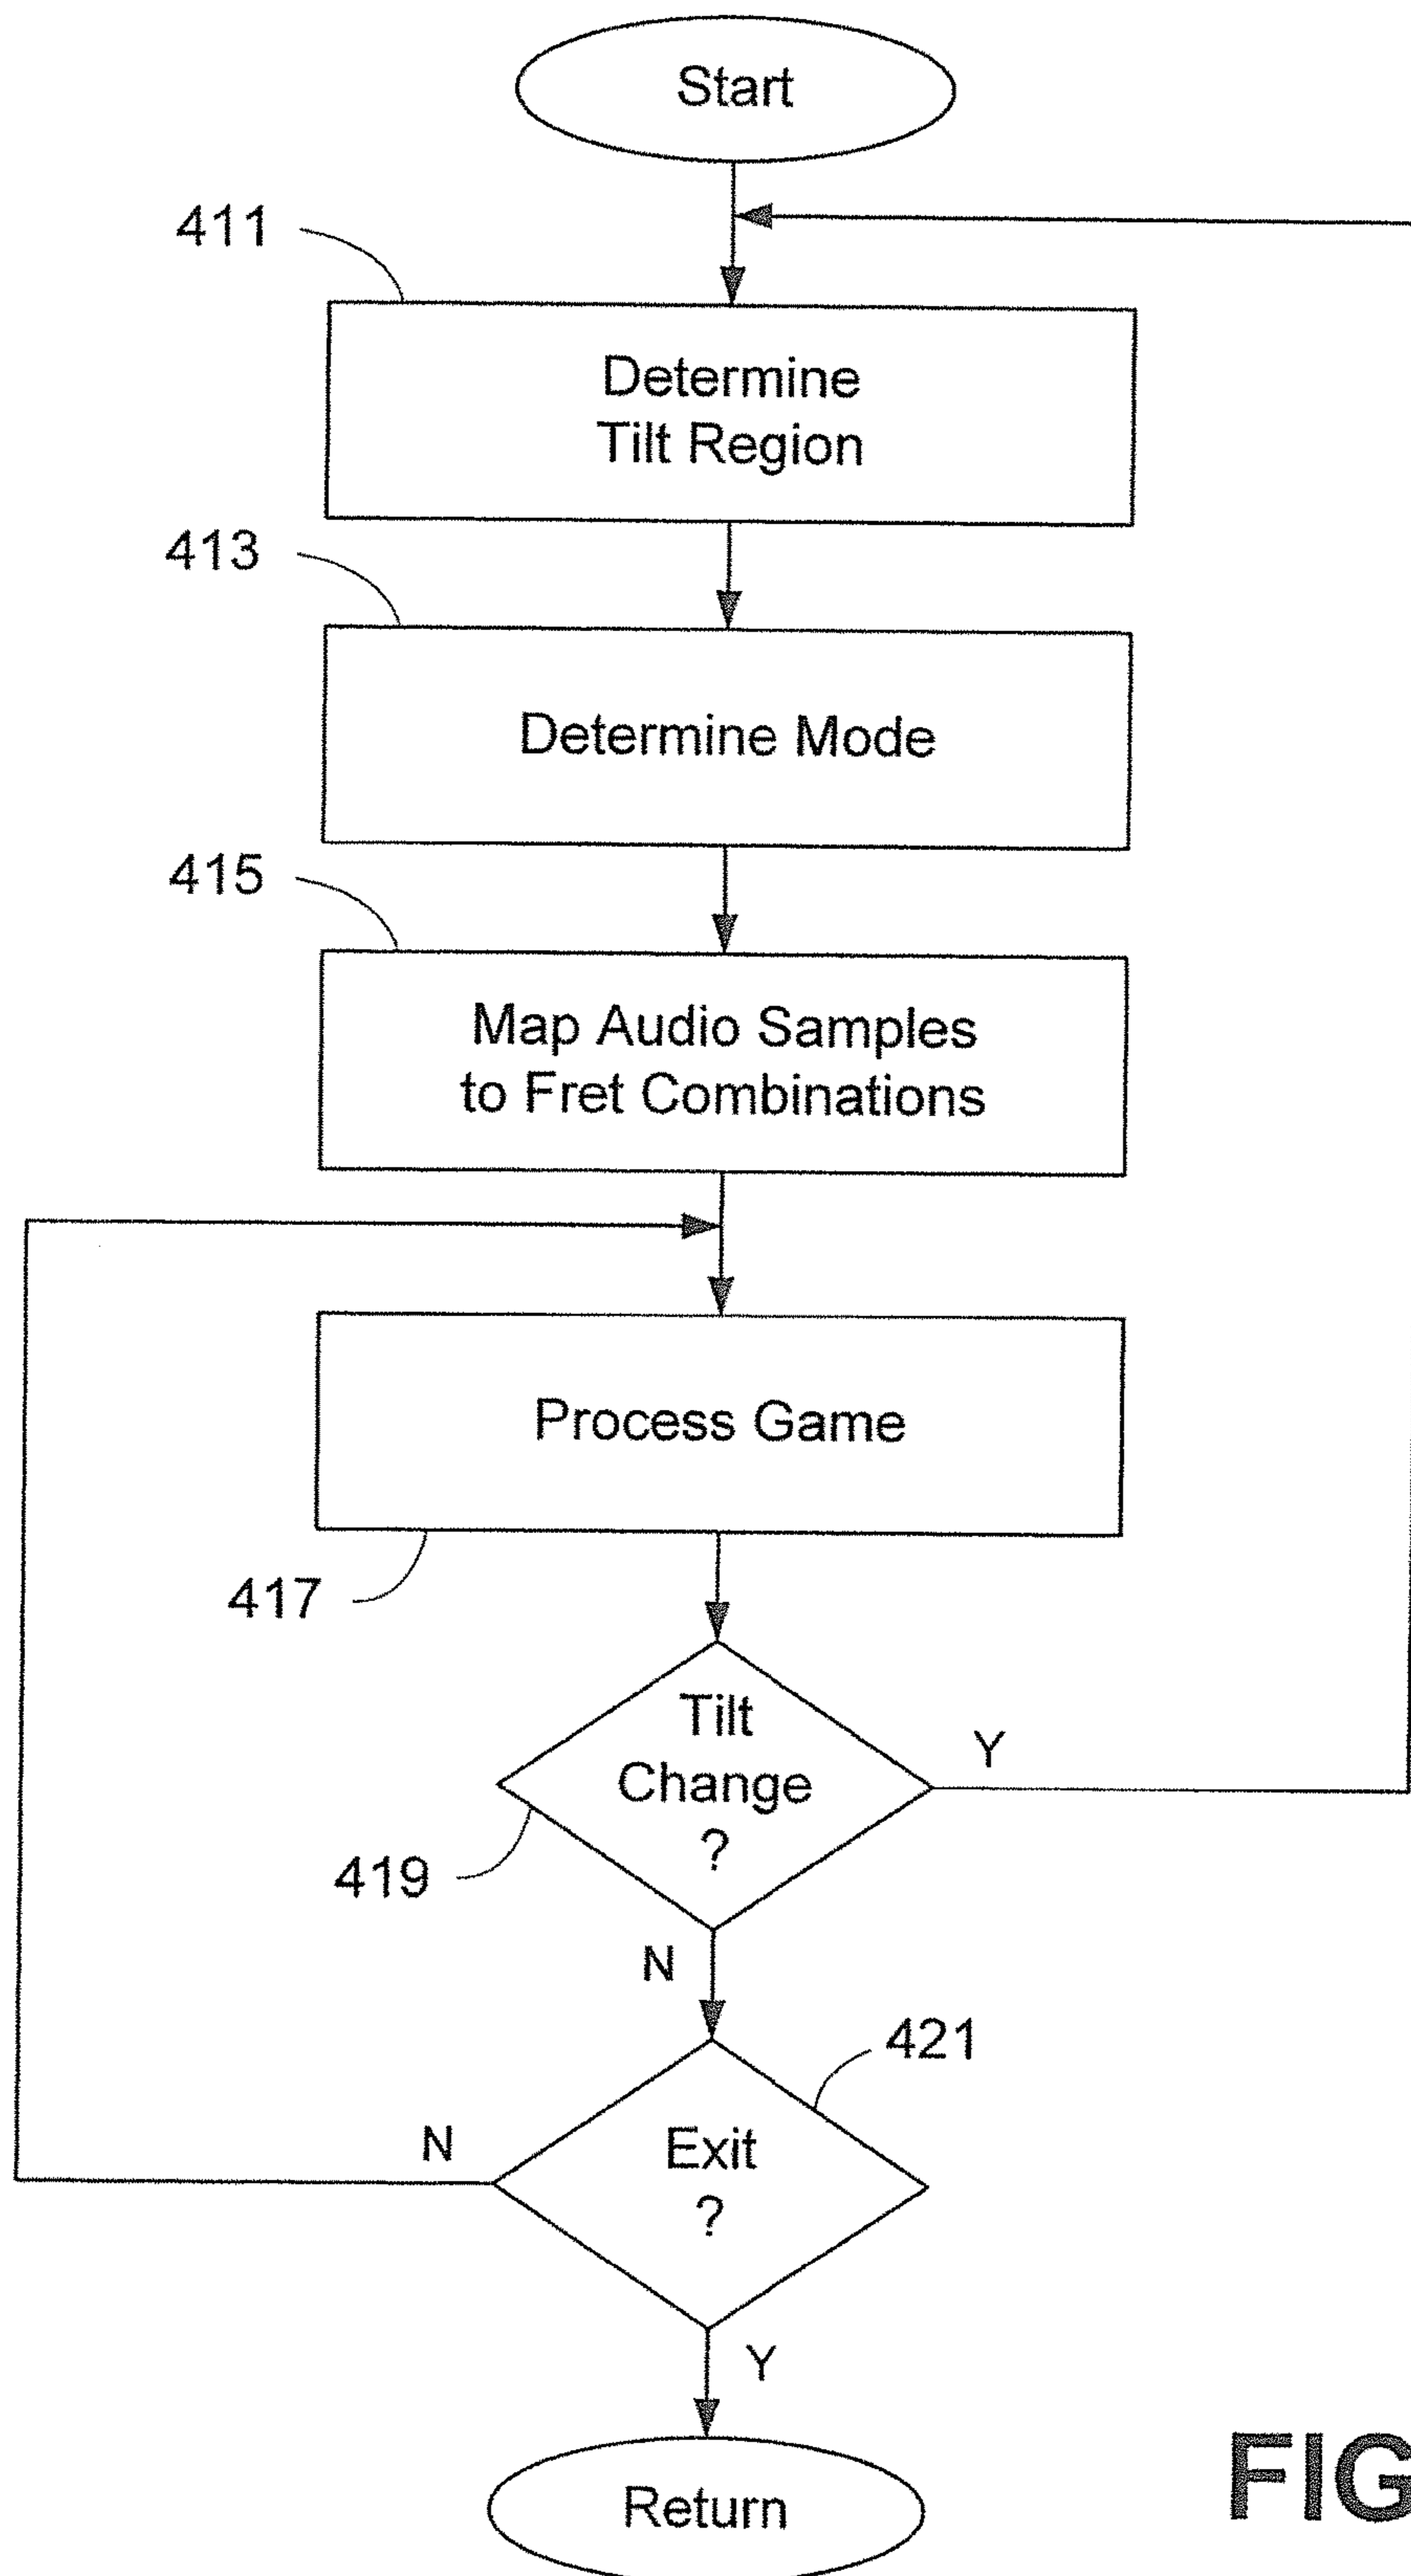 Start
411
Determine
Tilt Region
413
Determine Mode
415
Map Audio Samples
to Fret Combinations
Process Game
417
Tilt
Change
?
Y
419
N
421
Exit
?
N
Y
Return
FIG